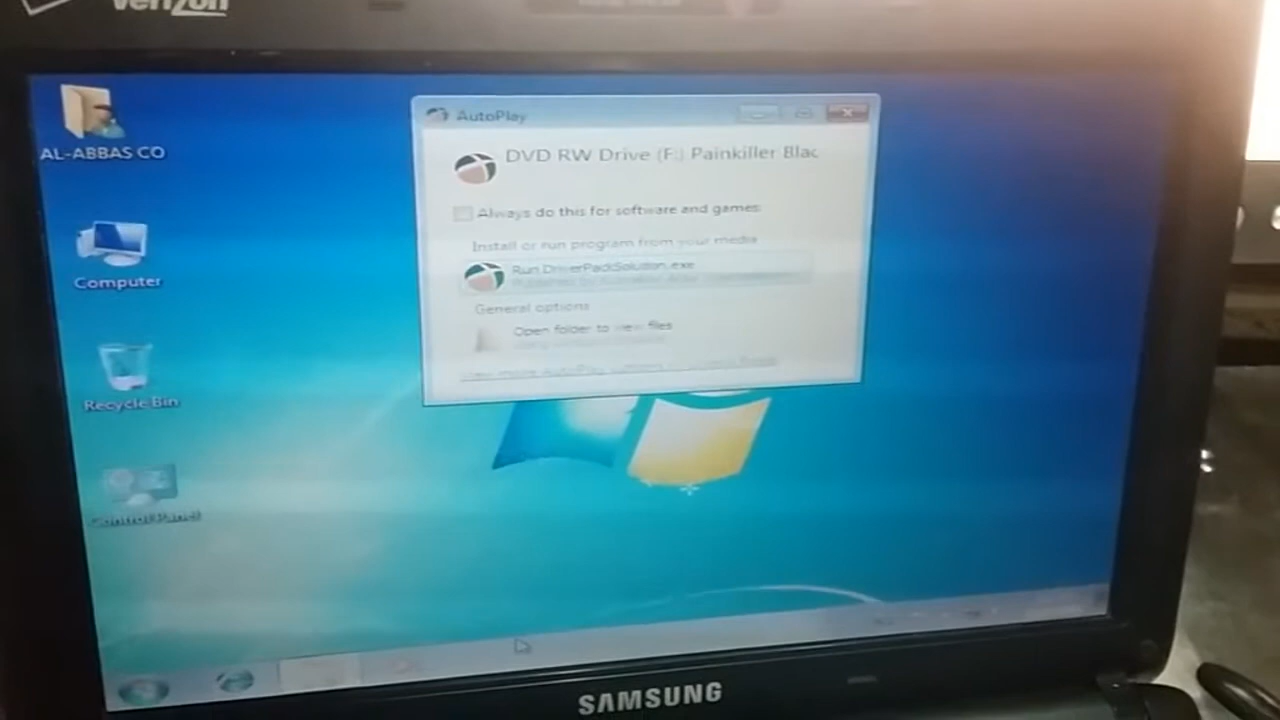 verizon
AL-ABBAS CO
Computer
Recycle Bin
Control Panel
AutoPlay
DVD RW Drive (F:) Painkiller Blac
Always do this for software and games:
Install or run program from your media
Run DriverPackSolution.exe
General options
Open folder to view files
SAMSUNG